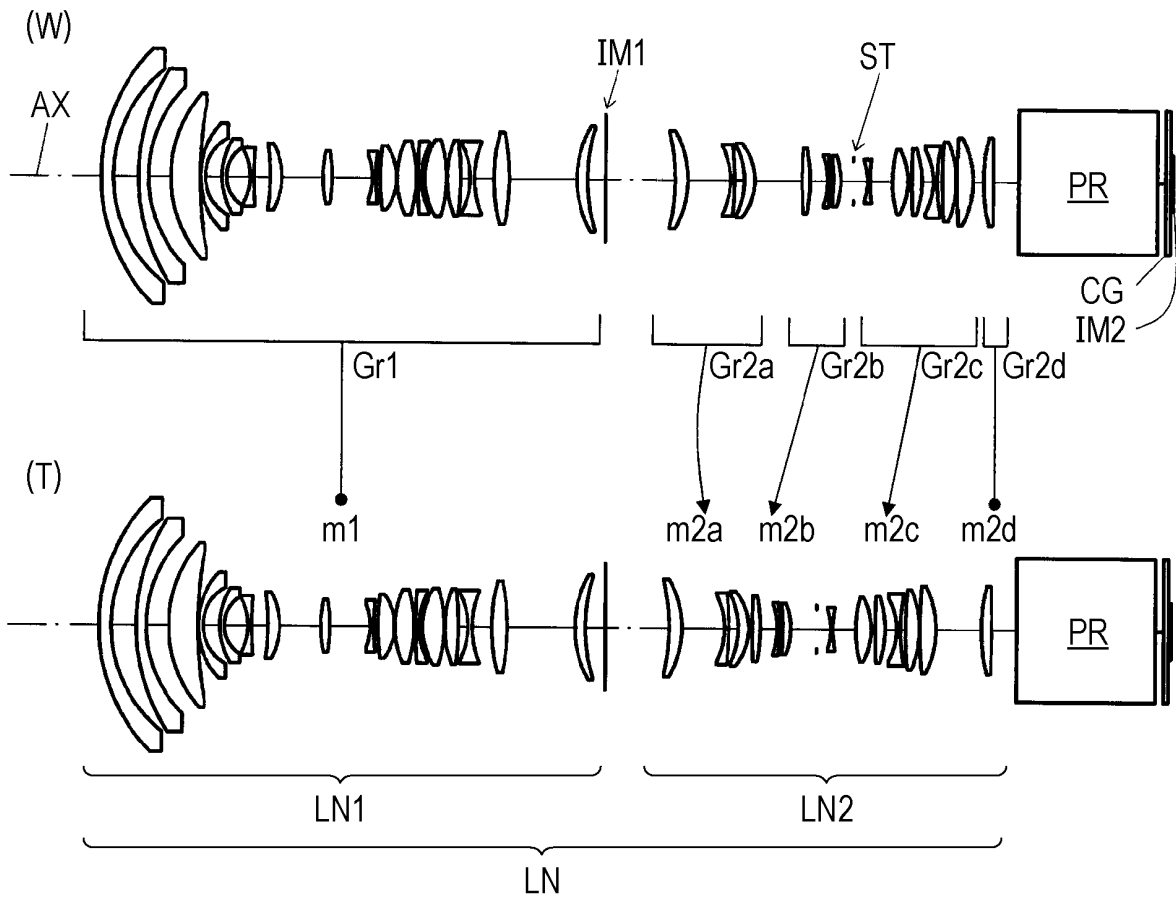 (W)
AX
IM1
ST
PR
CG
IM2
Gr1
Gr2a
Gr2b
Gr2c
Gr2d
(T)
m1
m2a
m2b
m2c
m2d
PR
LN1
LN2
LN